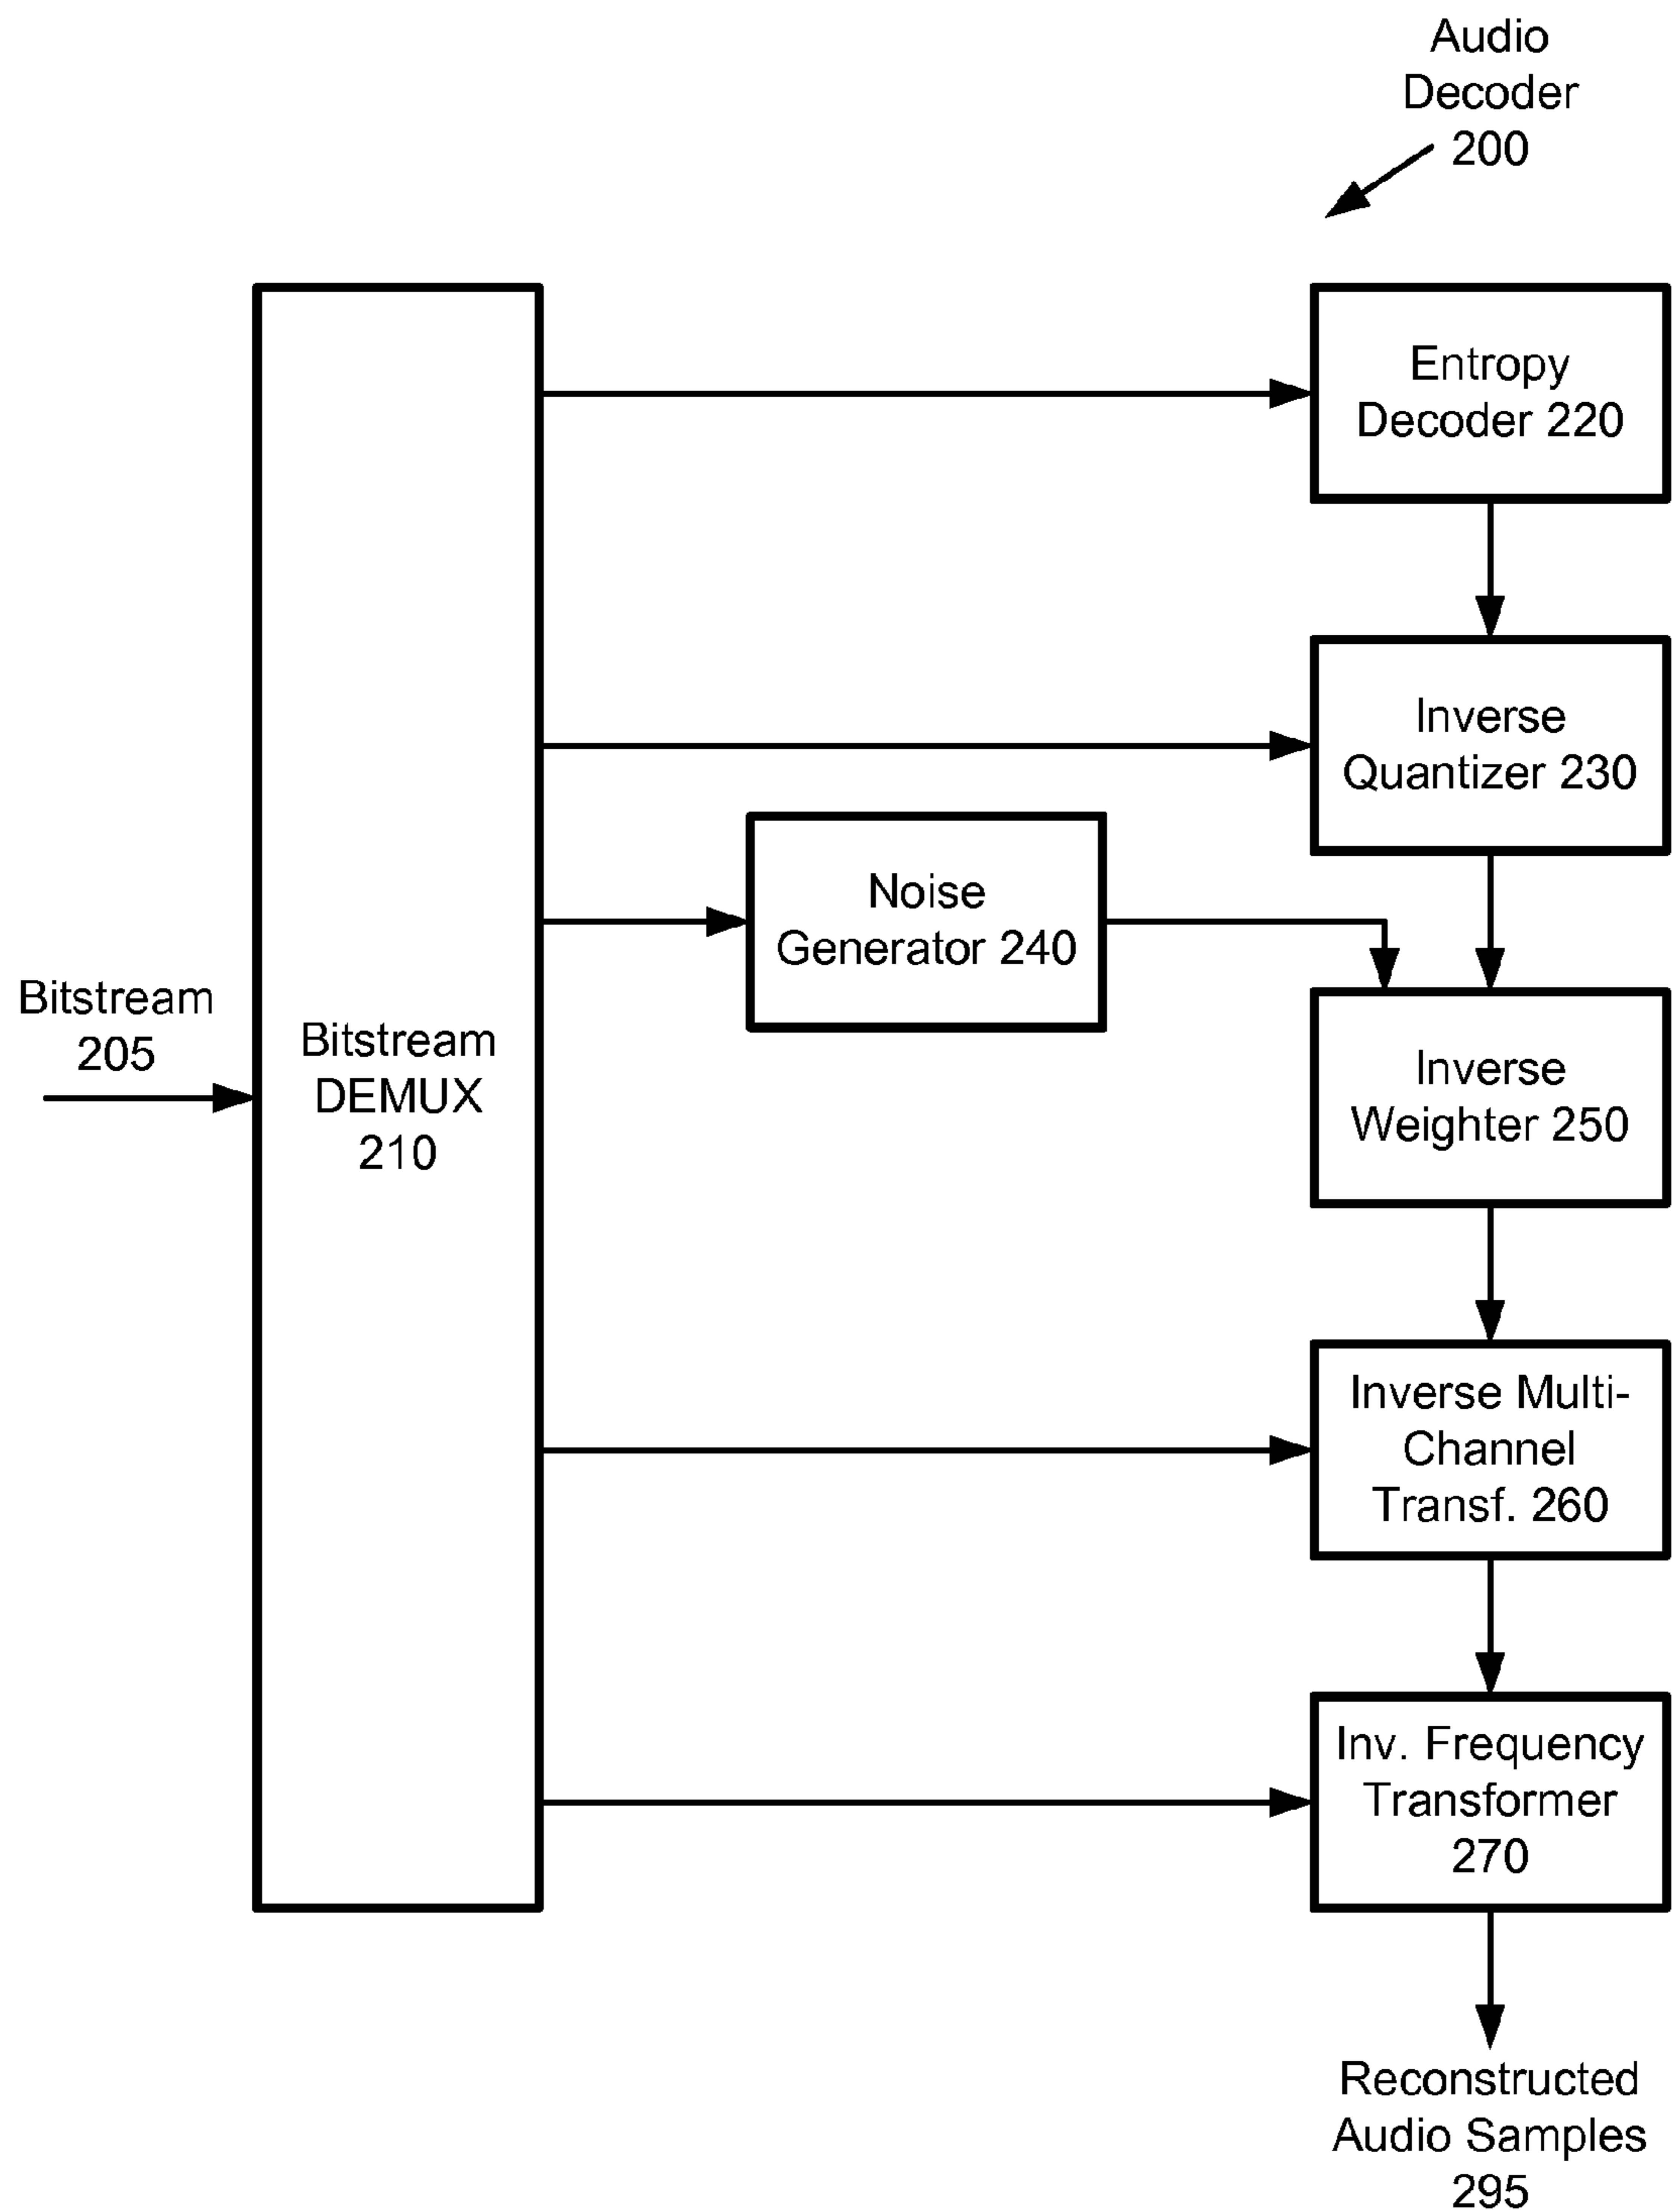 Audio
Decoder
200
Entropy
Decoder 220
Inverse
Quantizer 230
Noise
Generator 240
Bitstream
205
Bitstream
DEMUX
210
Inverse
Weighter 250
Inverse Multi-
Channel
Transf. 260
Inv. Frequency
Transformer
270
Reconstructed
Audio Samples
295